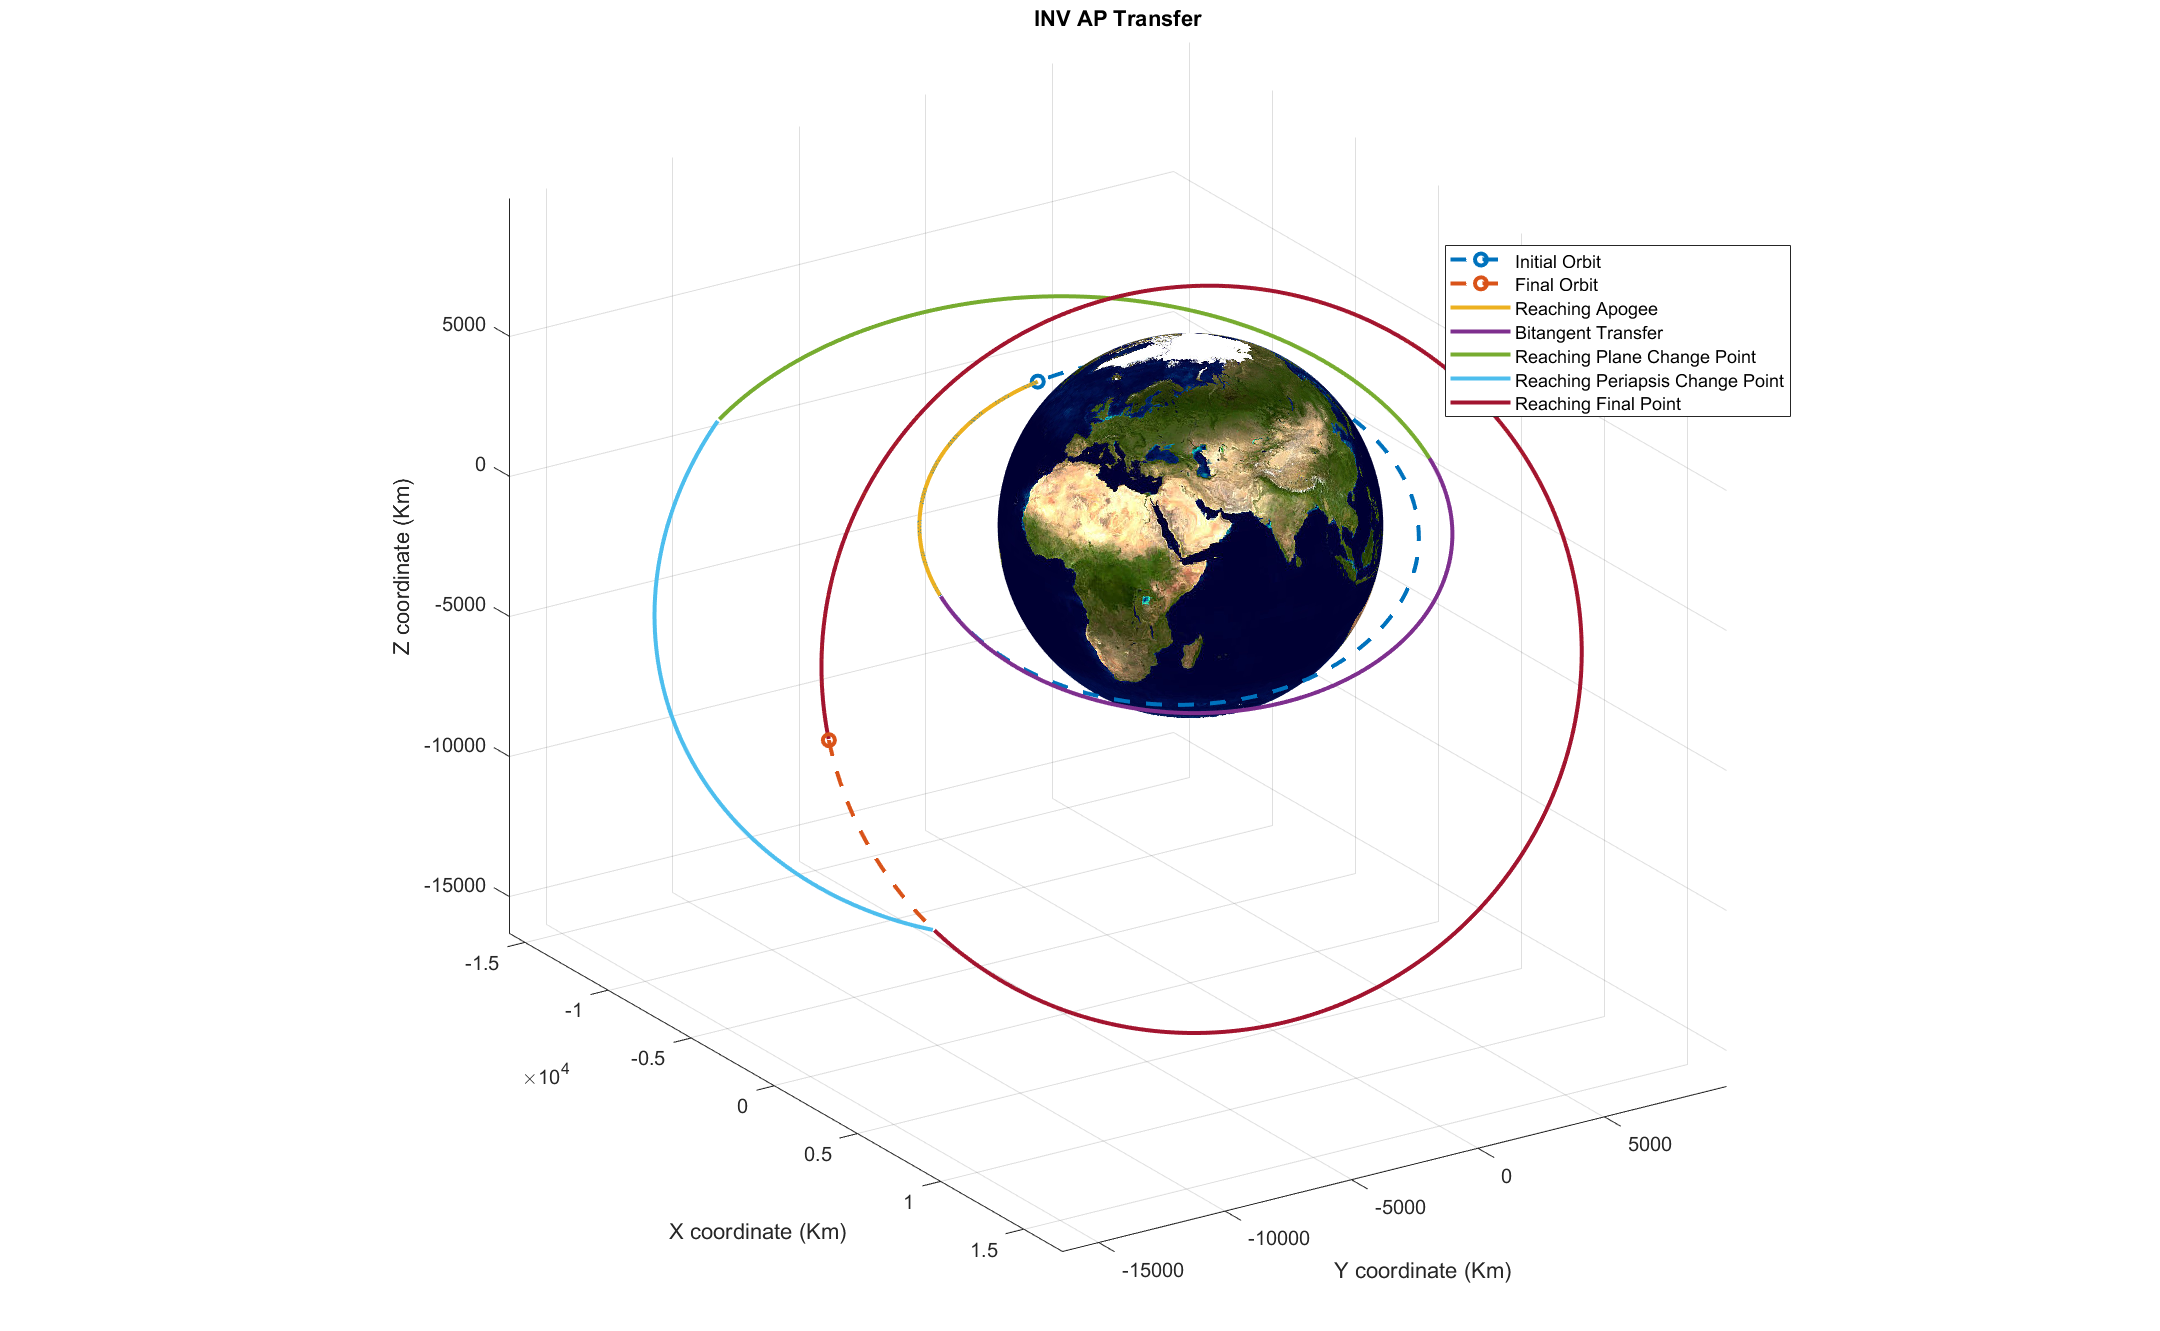 INV AP Transfer
Initial Orbit
Final Orbit
Reaching Apogee
Bitangent Transfer
Reaching Plane Change Point
Reaching Periapsis Change Point
Reaching Final Point
Z coordinate (Km)
5000
0
-5000
-10000
-15000
-1.5
-1
-0.5
0
0.5
1
1.5
×10^4
X coordinate (Km)
-15000
-10000
-5000
0
5000
Y coordinate (Km)